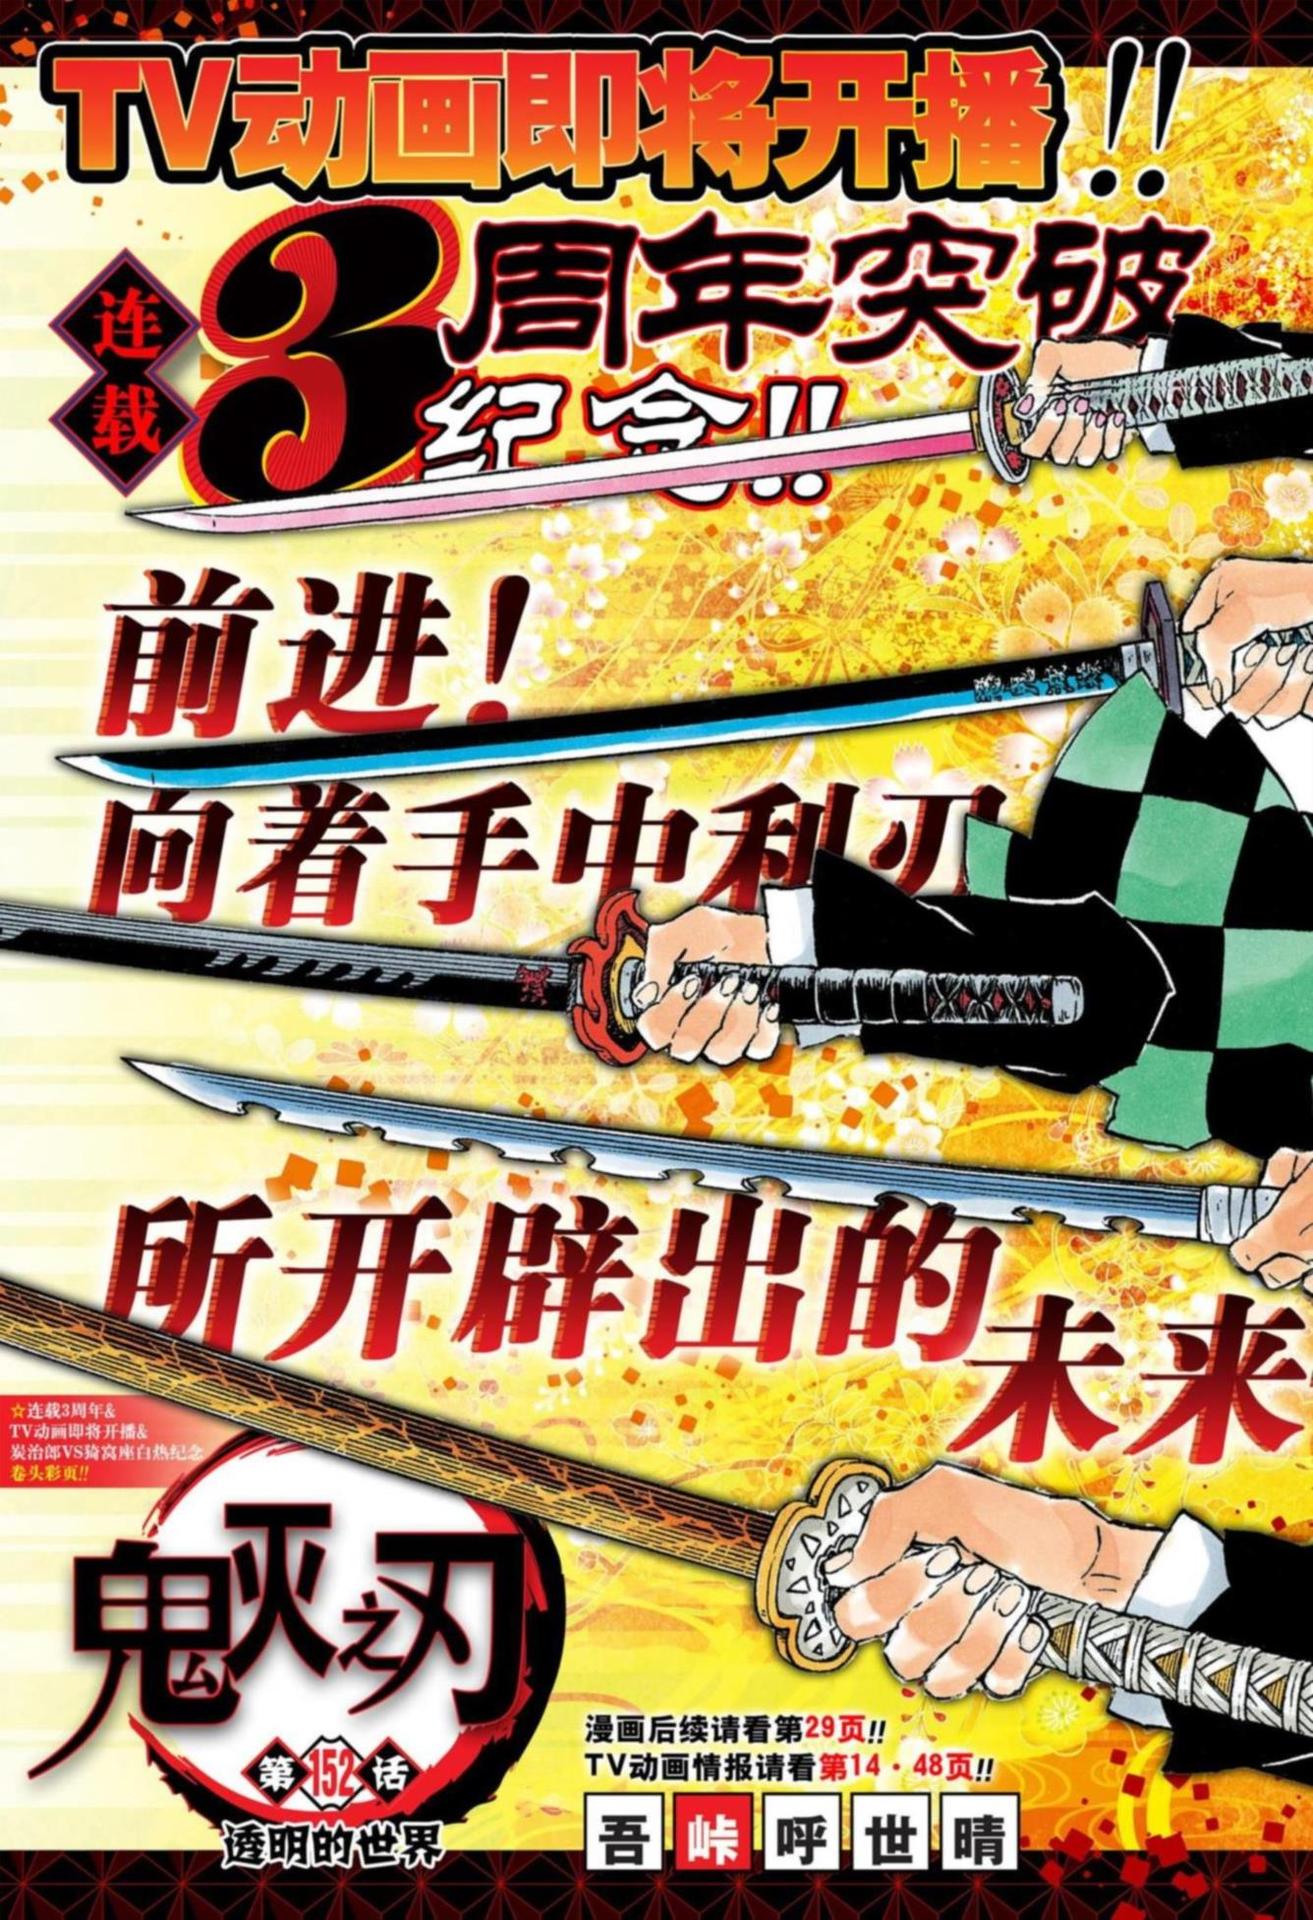 TV动画即将开播!!
连载
3周年突破
纪念!!
前进!
向着手中利刃
所开辟出的
未来
☆连载3周年&
TV动画即将开播&
炭治郎VS猗窝座白热纪念
卷头彩页!!
鬼灭之刃
第152话
透明的世界
漫画后续请看第29页!!
TV动画情报请看第14·48页!!
吾峠呼世晴